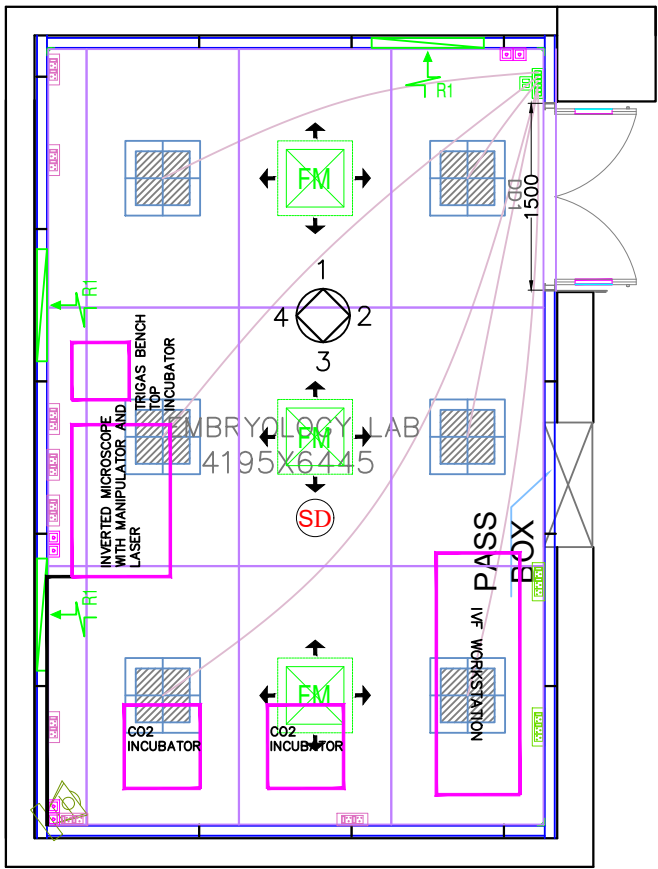 R1
FM
DD1
1500
1
4
2
3
R1
TRIGAS BENCH
TOP
INCUBATOR
EMBRYOLOGY LAB
4195X6445
FM
INVERTED MICROSCOPE
WITH MANIPULATOR AND
LASER
SD
PASS
BOX
R1
IVF WORKSTATION
FM
CO2
INCUBATOR
CO2
INCUBATOR